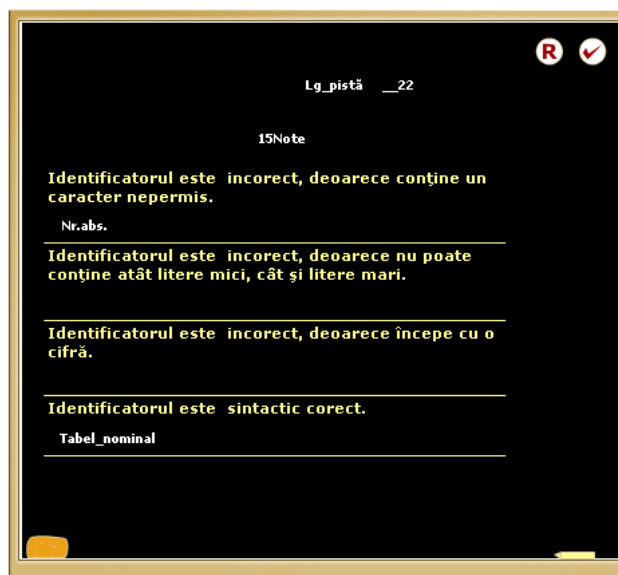 R
Lg_pistă __22
15Note
Identificatorul este incorect, deoarece conţine un
caracter nepermis.
Nr.abs.
Identificatorul este incorect, deoarece nu poate
conţine atât litere mici, cât şi litere mari.
Identificatorul este incorect, deoarece începe cu o
cifră.
Identificatorul este sintactic corect.
Tabel_nominal